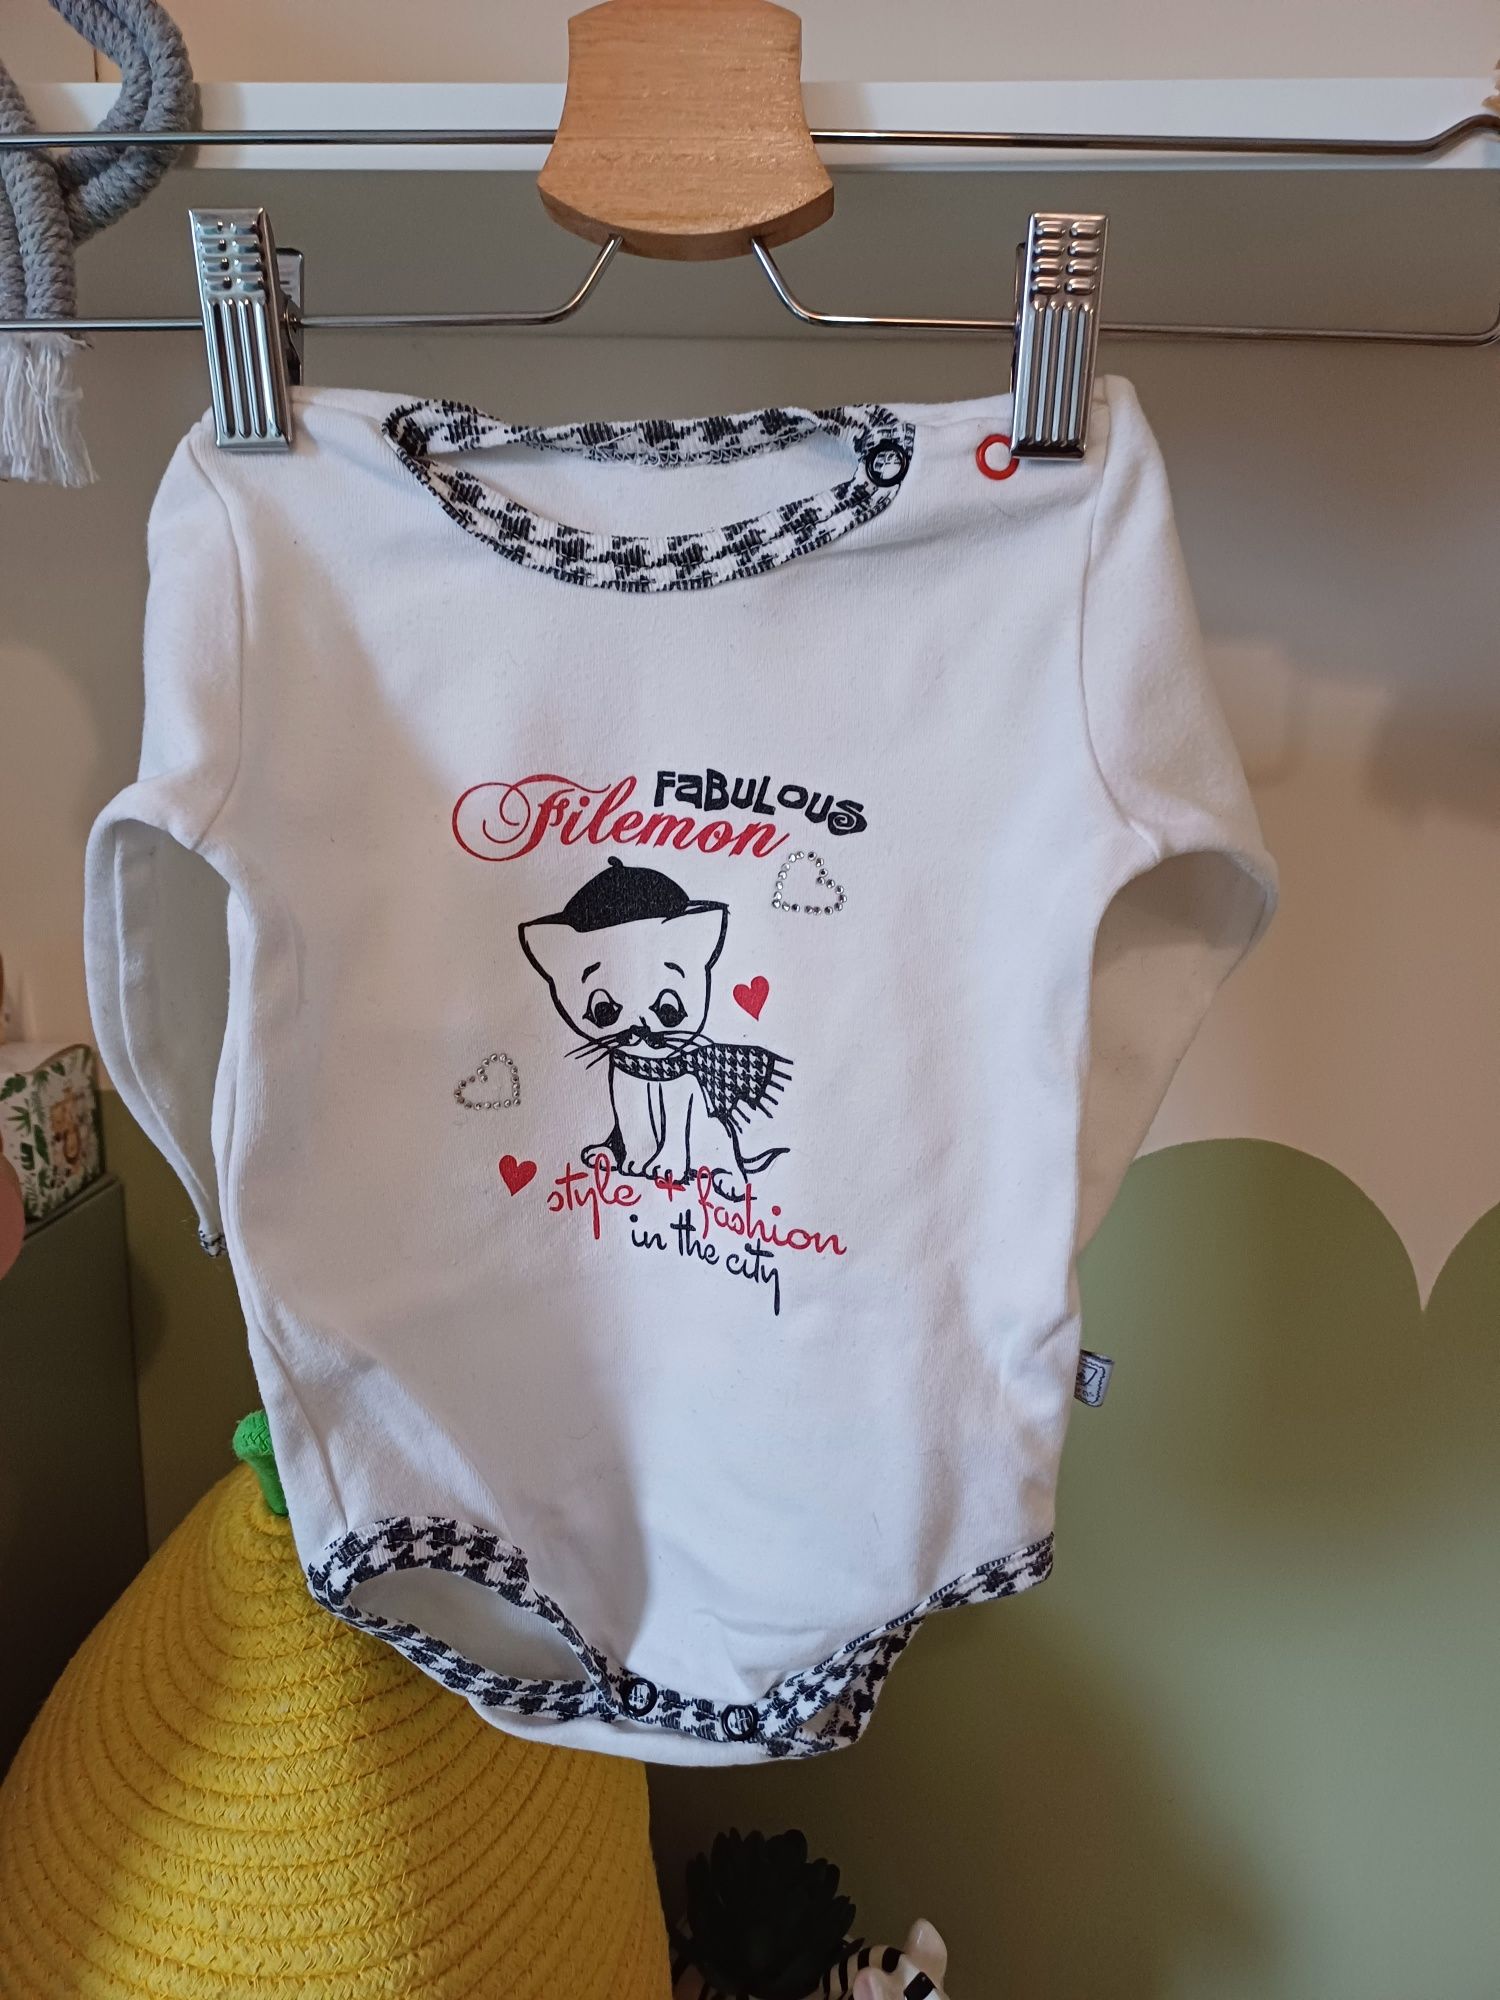 FaBULOUS
Filemon
style + fashion
in the city